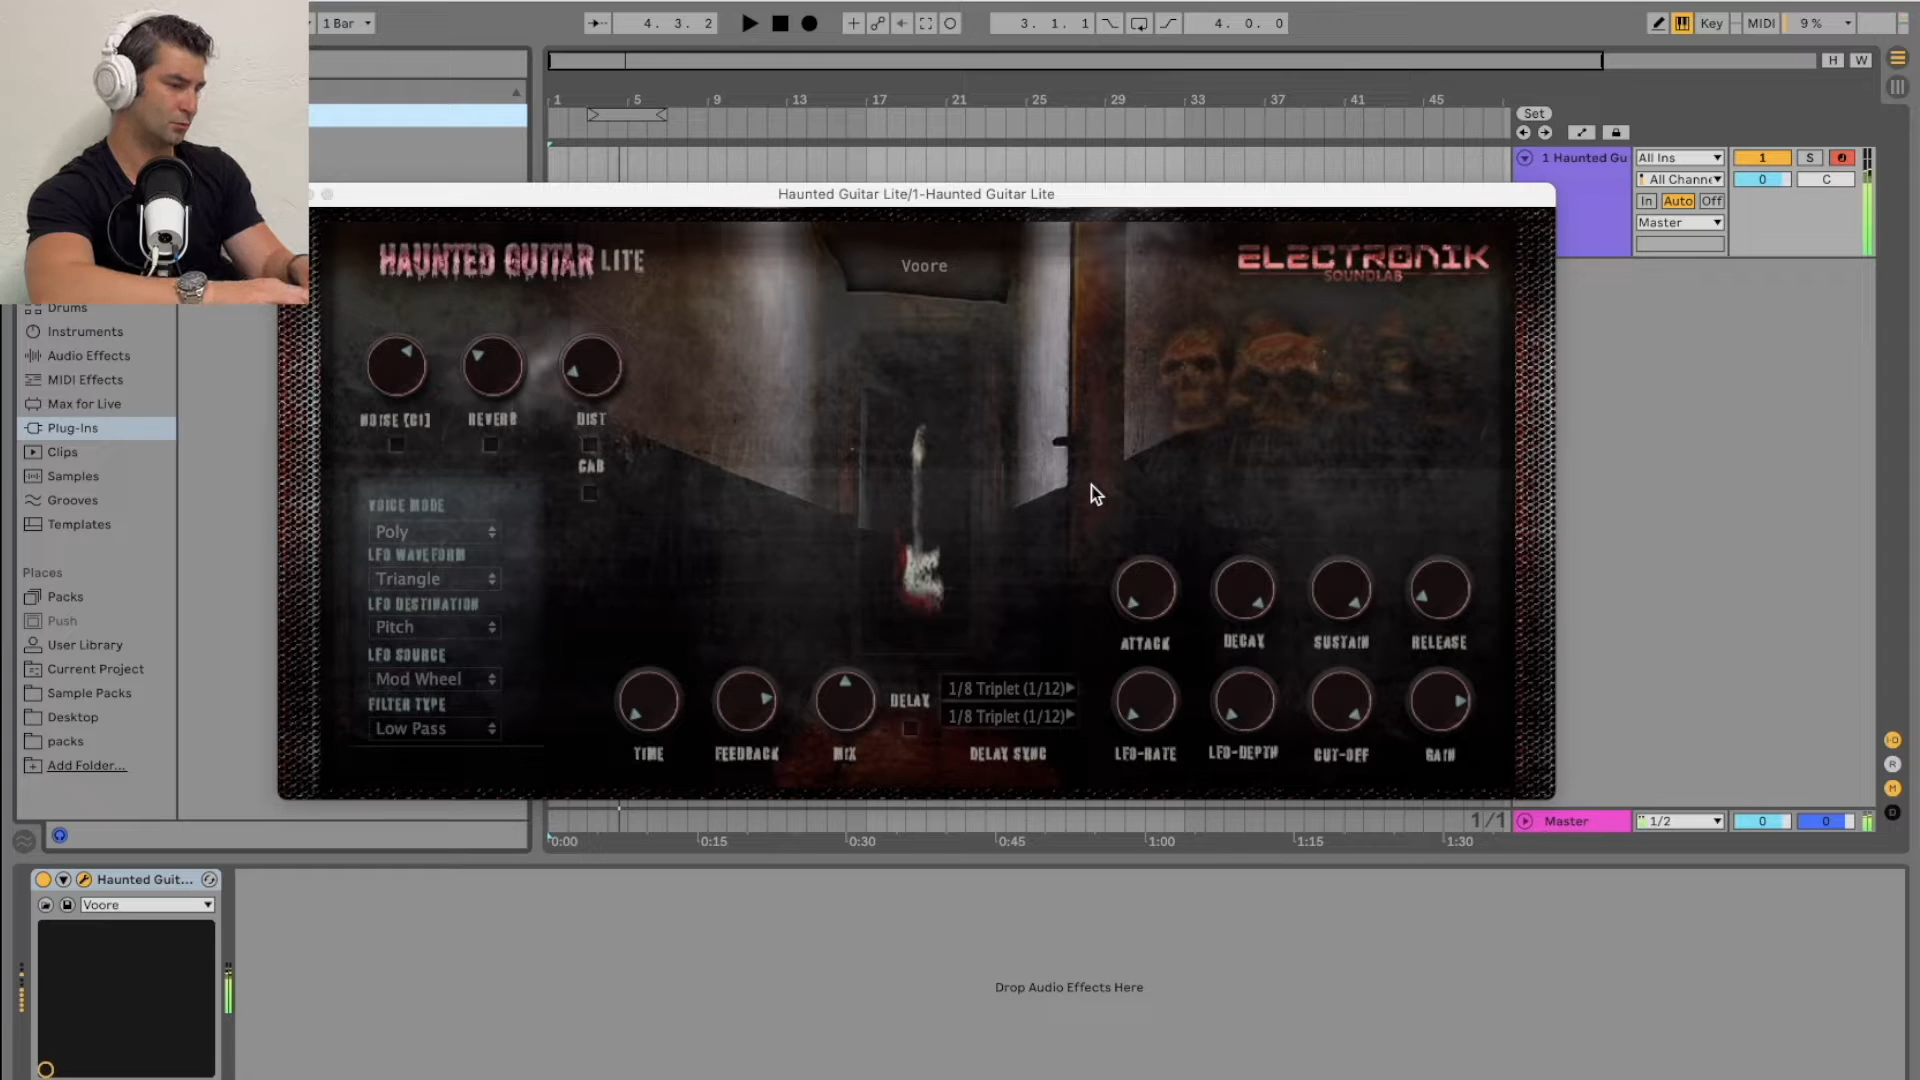 1 Bar
4. 3. 2
3. 1. 1
4. 0. 0
Key
MIDI
9 %
H W
1 5 9 13 17 21 25 29 33 37 41 45
Set
1 Haunted Gu
All Ins
1
S
All Channe
0
C
In Auto Off
Master
Haunted Guitar Lite/1-Haunted Guitar Lite
HAUNTED GUITAR LITE
Voore
ELECTRONIK
SOUNDLAB
NOISE [C1]
REVERB
DIST
CAB
VOICE MODE
Poly
LFO WAVEFORM
Triangle
LFO DESTINATION
Pitch
LFO SOURCE
Mod Wheel
FILTER TYPE
Low Pass
TIME
FEEDBACK
MIX
DELAY
1/8 Triplet (1/12)
1/8 Triplet (1/12)
DELAY SYNC
ATTACK
DECAY
SUSTAIN
RELEASE
LFO-RATE
LFO-DEPTH
CUT-OFF
GAIN
Drums
Instruments
Audio Effects
MIDI Effects
Max for Live
Plug-Ins
Clips
Samples
Grooves
Templates
Places
Packs
Push
User Library
Current Project
Sample Packs
Desktop
packs
Add Folder...
I·O
R
M
D
1/1
Master
1/2
0
0
0:00 0:15 0:30 0:45 1:00 1:15 1:30
Haunted Guit...
Voore
Drop Audio Effects Here